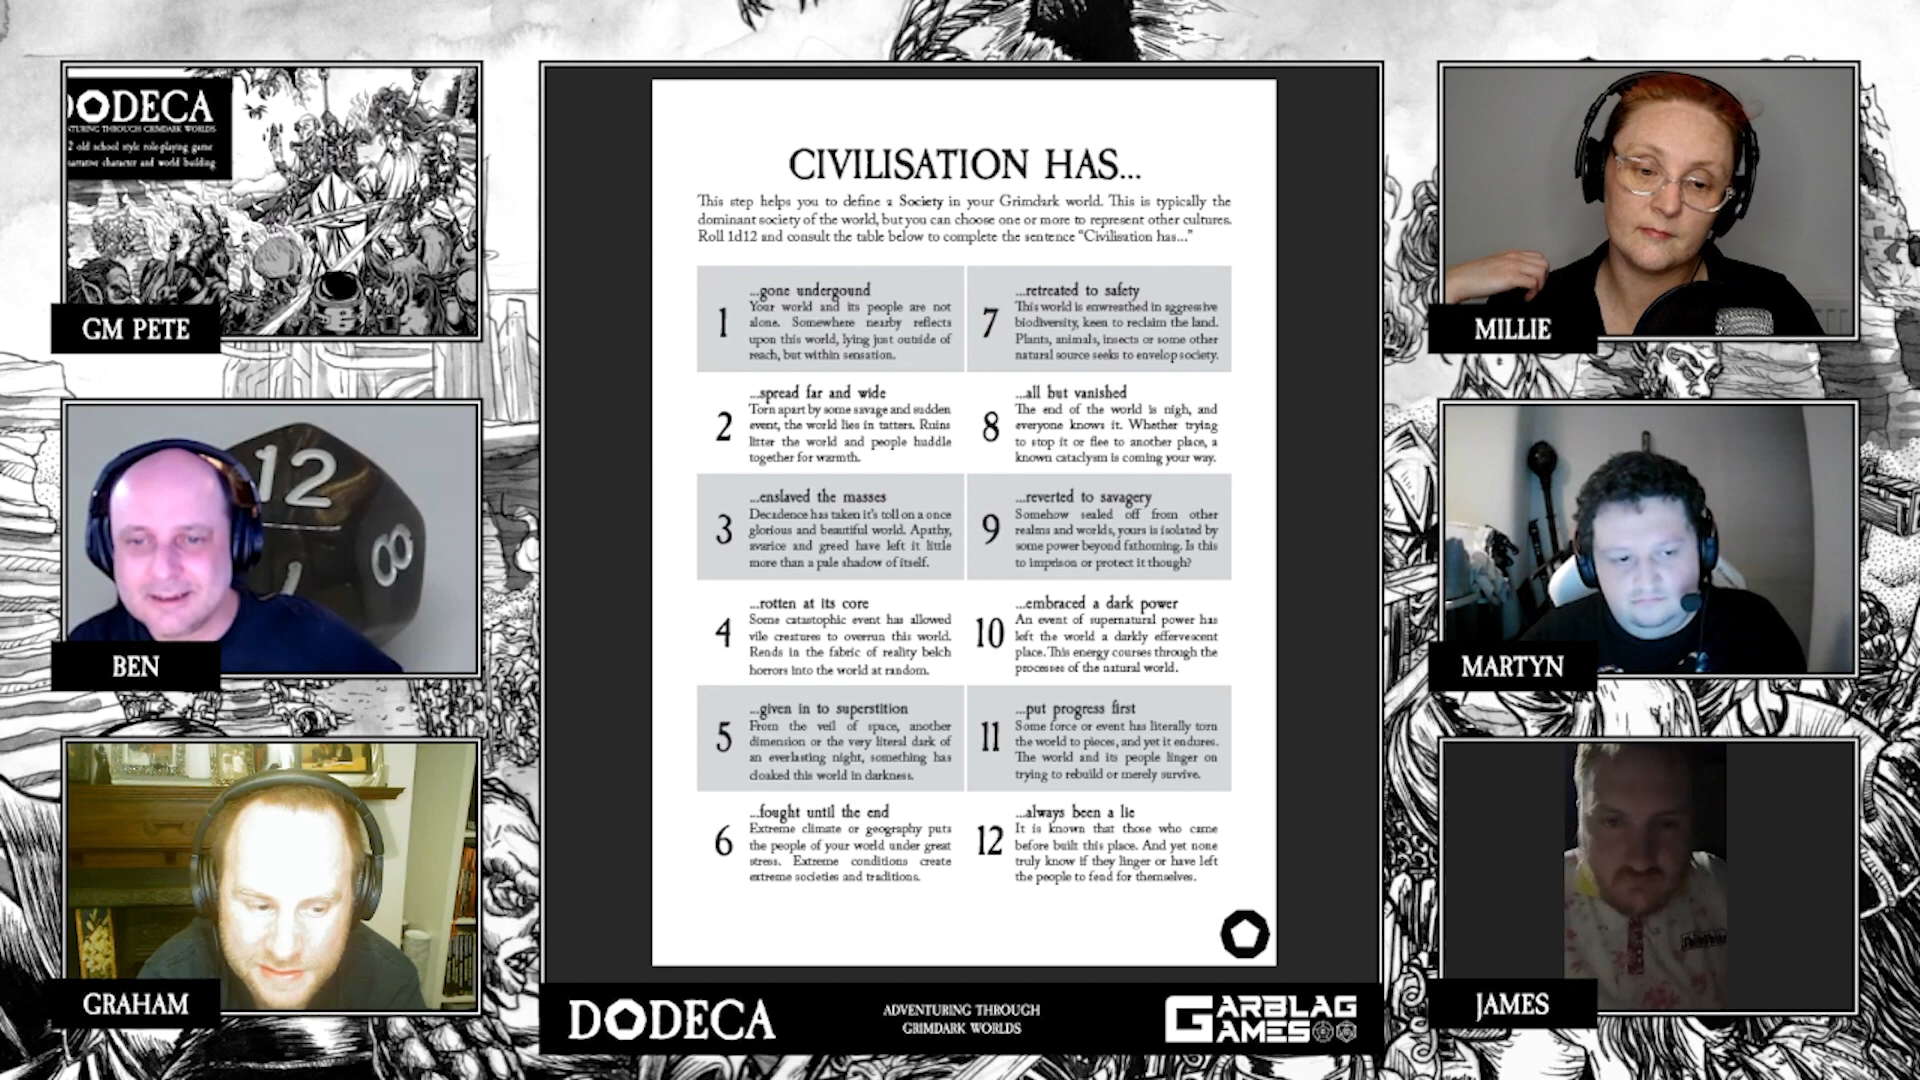 DODECA
TURING THROUGH GRIMDARK WORLDS
2 old school style role-playing game
narrative character and world building
GM PETE
12
8
BEN
GRAHAM
CIVILISATION HAS...
This step helps you to define a Society in your Grimdark world. This is typically the
dominant society of the world, but you can choose one or more to represent other cultures.
Roll 1d12 and consult the table below to complete the sentence “Civilisation has...”
1
...gone undergound
Your world and its people are not
alone. Somewhere nearby reflects
upon this world, lying just outside of
reach, but within sensation.
2
...spread far and wide
Torn apart by some savage and sudden
event, the world lies in tatters. Ruins
litter the world and people huddle
together for warmth.
3
...enslaved the masses
Decadence has taken it’s toll on a once
glorious and beautiful world. Apathy,
avarice and greed have left it little
more than a pale shadow of itself.
4
...rotten at its core
Some catastophic event has allowed
vile creatures to overrun this world.
Rends in the fabric of reality belch
horrors into the world at random.
5
...given in to superstition
From the veil of space, another
dimension or the very literal dark of
an everlasting night, something has
cloaked this world in darkness.
6
...fought until the end
Extreme climate or geography puts
the people of your world under great
stress. Extreme conditions create
extreme societies and traditions.
7
...retreated to safety
This world is enwreathed in aggressive
biodiversity, keen to reclaim the land.
Plants, animals, insects or some other
natural source seeks to envelop society.
8
...all but vanished
The end of the world is nigh, and
everyone knows it. Whether trying
to stop it or flee to another place, a
known cataclysm is coming your way.
9
...reverted to savagery
Somehow sealed off from other
realms and worlds, yours is isolated by
some power beyond fathoming. Is this
to imprison or protect it though?
10
...embraced a dark power
An event of supernatural power has
left the world a darkly effervescent
place. This energy courses through the
processes of the natural world.
11
...put progress first
Some force or event has literally torn
the world to pieces, and yet it endures.
The world and its people linger on
trying to rebuild or merely survive.
12
...always been a lie
It is known that those who came
before built this place. And yet none
truly know if they linger or have left
the people to fend for themselves.
DODECA
ADVENTURING THROUGH
GRIMDARK WORLDS
GARBLAG
GAMES
MILLIE
MARTYN
JAMES